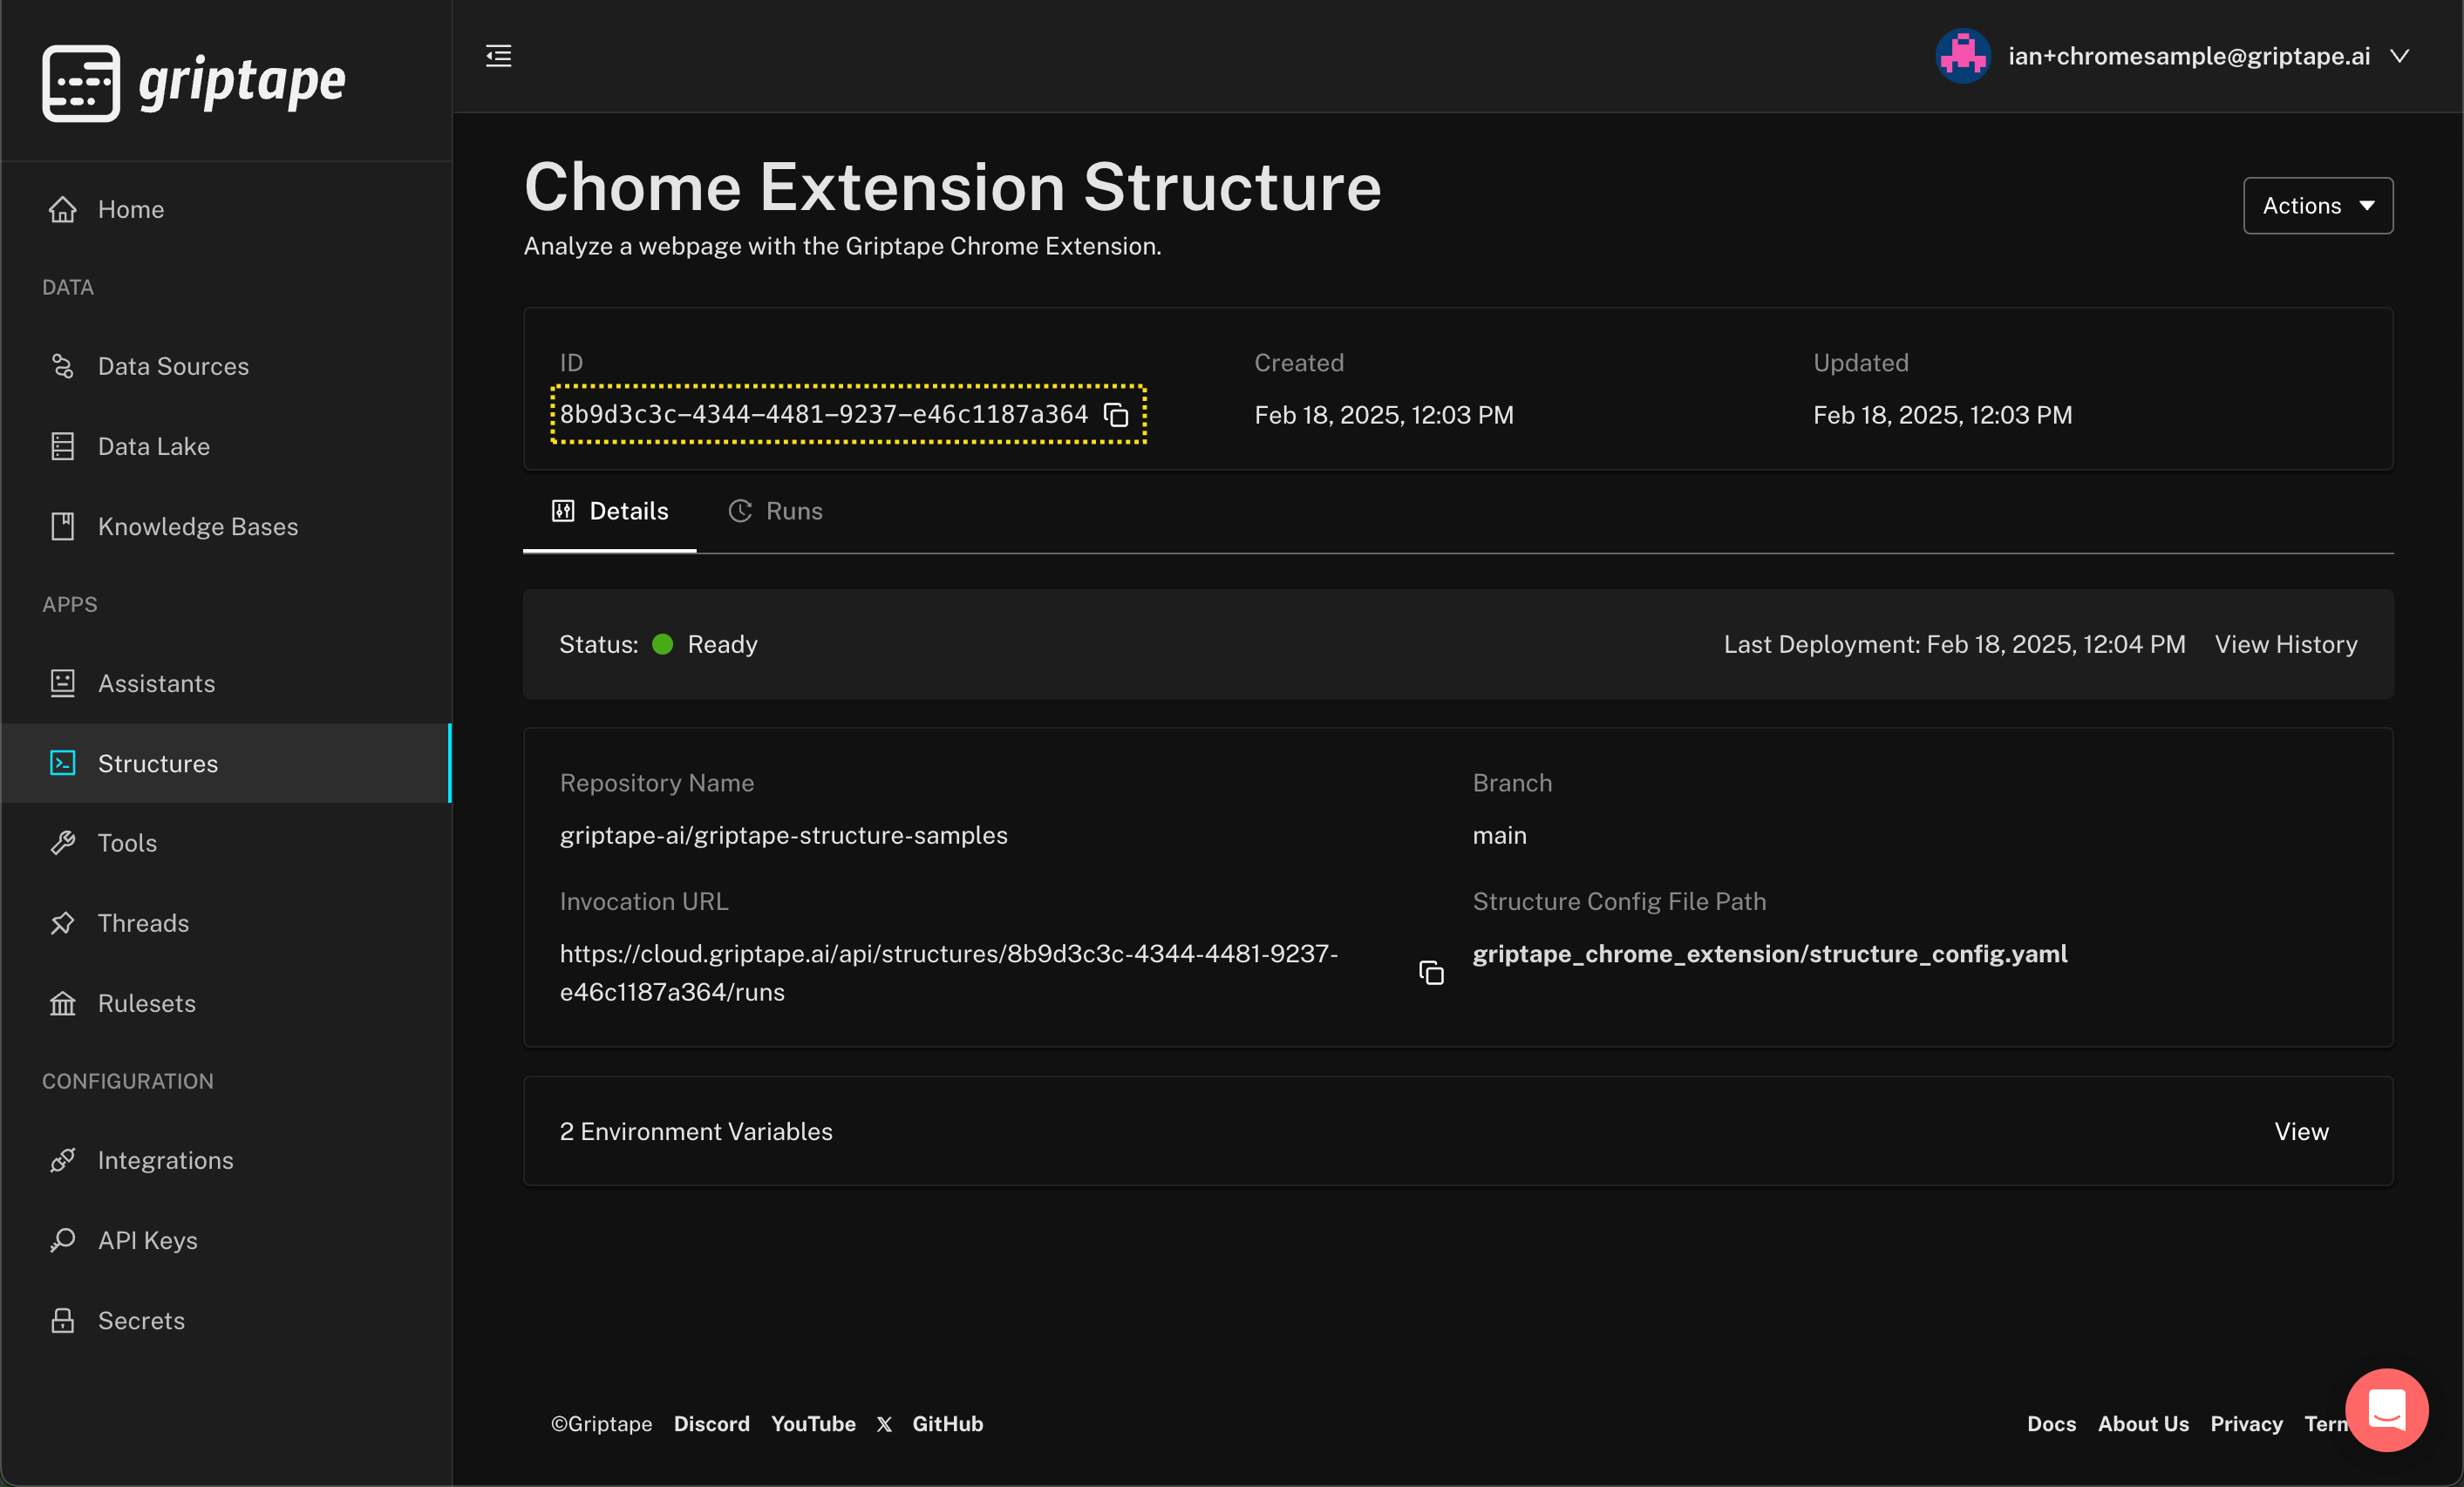 griptape
ian+chromesample@griptape.ai
Home
DATA
Data Sources
Data Lake
Knowledge Bases
APPS
Assistants
Structures
Tools
Threads
Rulesets
CONFIGURATION
Integrations
API Keys
Secrets
Chome Extension Structure
Analyze a webpage with the Griptape Chrome Extension.
Actions
ID
8b9d3c3c-4344-4481-9237-e46c1187a364
Created
Feb 18, 2025, 12:03 PM
Updated
Feb 18, 2025, 12:03 PM
Details
Runs
Status: Ready
Last Deployment: Feb 18, 2025, 12:04 PM
View History
Repository Name
griptape-ai/griptape-structure-samples
Branch
main
Invocation URL
https://cloud.griptape.ai/api/structures/8b9d3c3c-4344-4481-9237-
e46c1187a364/runs
Structure Config File Path
griptape_chrome_extension/structure_config.yaml
2 Environment Variables
View
©Griptape Discord YouTube X GitHub
Docs About Us Privacy